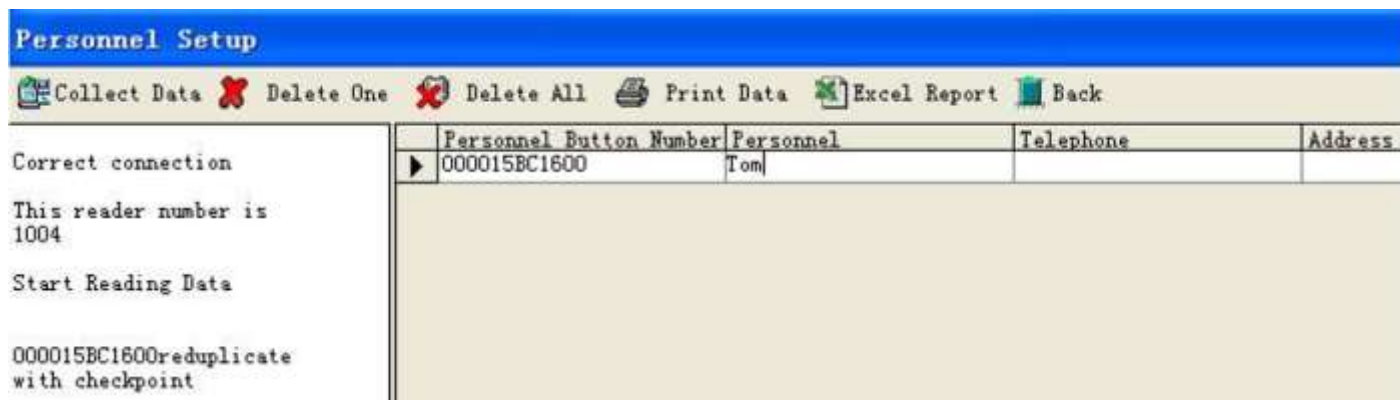 Personnel Setup
Collect Data Delete One Delete All Print Data Excel Report Back
Personnel Button Number Personnel Telephone Address
000015BC1600 Tom
Correct connection
This reader number is
1004
Start Reading Data
000015BC1600reduplicate
with checkpoint